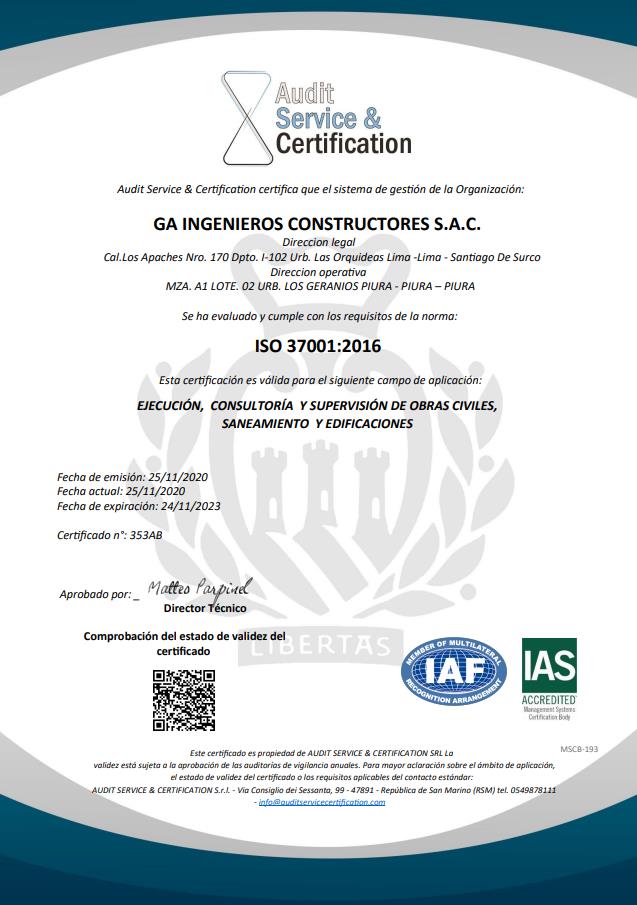 Audit
Service &
Certification
Audit Service & Certification certifica que el sistema de gestión de la Organización:
GA INGENIEROS CONSTRUCTORES S.A.C.
Direccion legal
Cal.Los Apaches Nro. 170 Dpto. I-102 Urb. Las Orquideas Lima -Lima - Santiago De Surco
Direccion operativa
MZA. A1 LOTE. 02 URB. LOS GERANIOS PIURA - PIURA – PIURA
Se ha evaluado y cumple con los requisitos de la norma:
ISO 37001:2016
Esta certificación es válida para el siguiente campo de aplicación:
EJECUCIÓN, CONSULTORÍA Y SUPERVISIÓN DE OBRAS CIVILES,
SANEAMIENTO Y EDIFICACIONES
Fecha de emisión: 25/11/2020
Fecha actual: 25/11/2020
Fecha de expiración: 24/11/2023
Certificado n°: 353AB
Aprobado por: _ Matteo Parpinel
Director Técnico
LIBERTAS
Comprobación del estado de validez del
certificado
MEMBER OF MULTILATERAL
IAF
RECOGNITION ARRANGEMENT
IAS
ACCREDITED
Management Systems
Certification Body
MSCB-193
Este certificado es propiedad de AUDIT SERVICE & CERTIFICATION SRL La
validez está sujeta a la aprobación de las auditorias de vigilancia anuales. Para mayor aclaración sobre el ámbito de aplicación,
el estado de validez del certificado o los requisitos aplicables del contacto estándar:
AUDIT SERVICE & CERTIFICATION S.r.l. - Via Consiglio dei Sessanta, 99 - 47891 - República de San Marino (RSM) tel. 0549878111
- info@auditservicecertification.com